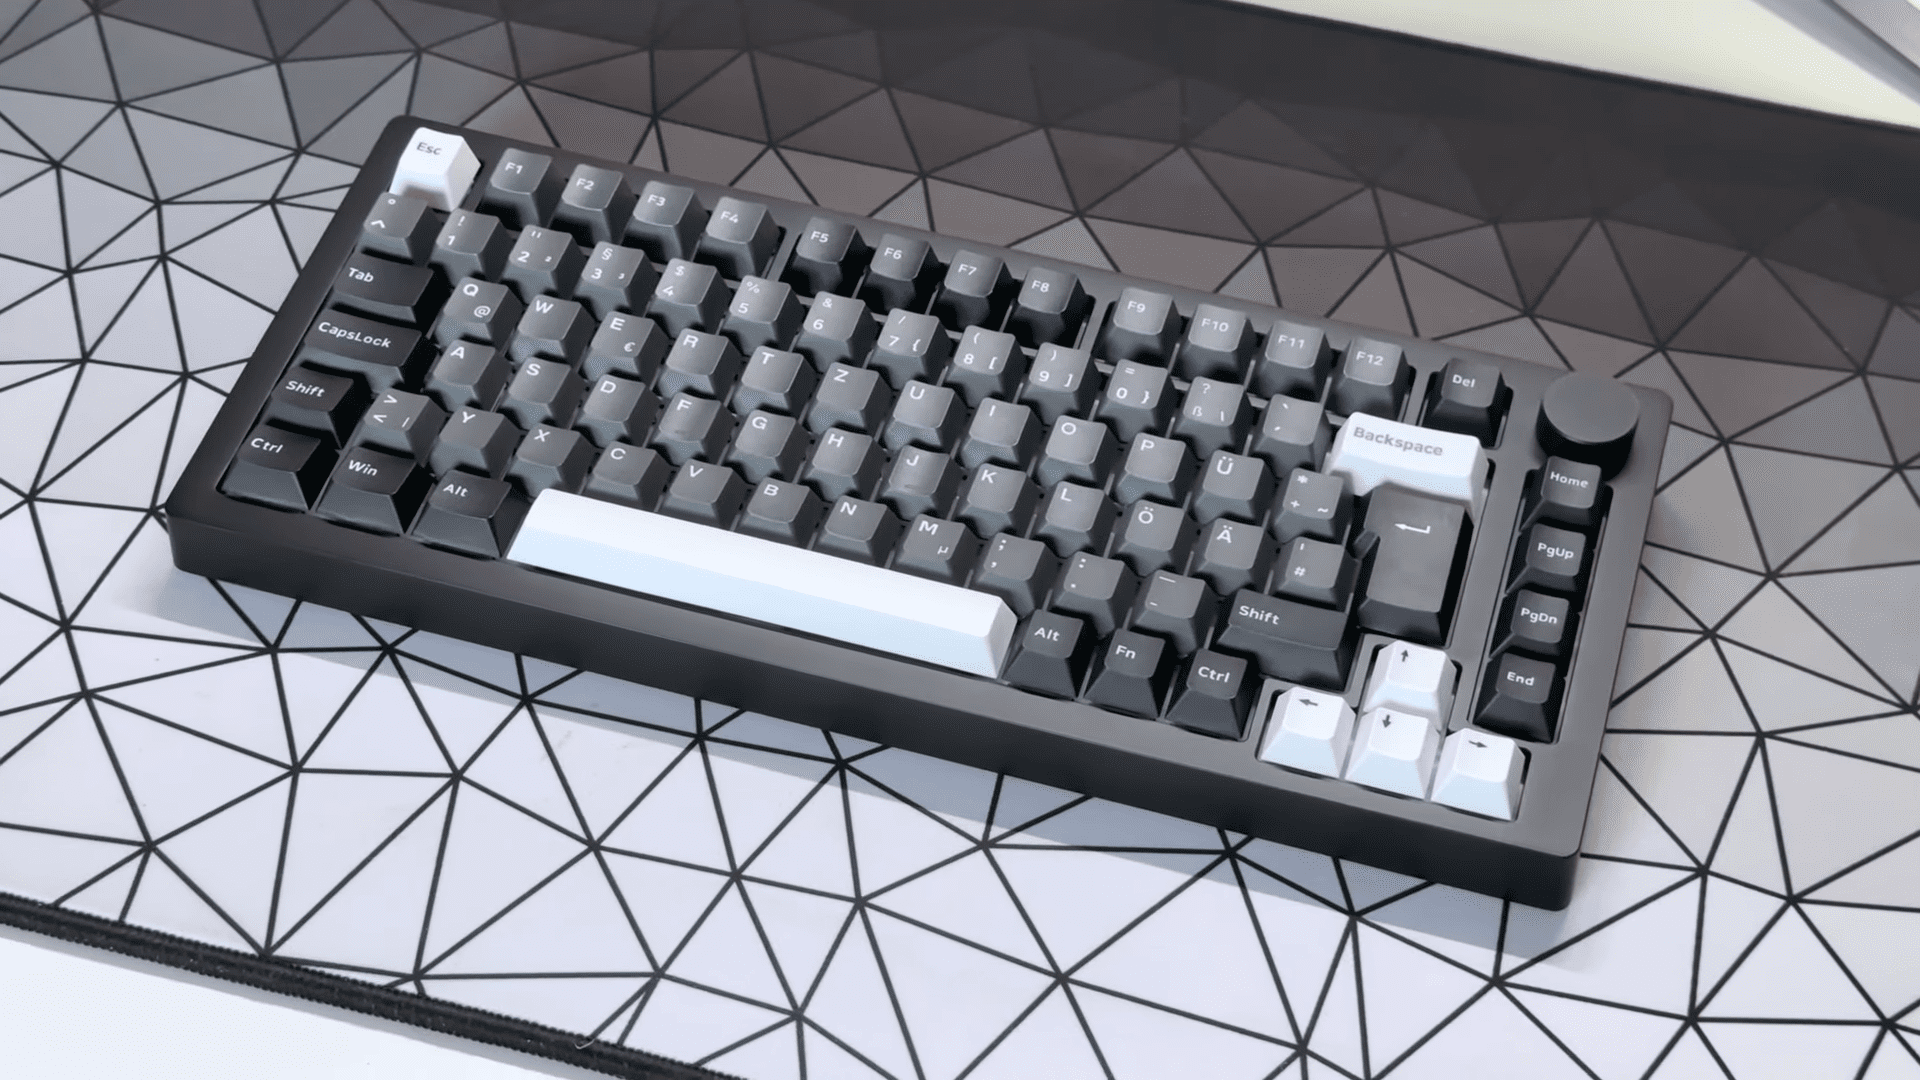 Esc F1 F2 F3 F4 F5 F6 F7 F8 F9 F10 F11 F12 Del
° ^ ! 1 " 2 ² § 3 ³ $ 4 % 5 & 6 / 7 { ( 8 [ ) 9 ] = 0 } ? ß \ ` ´ Backspace Home
Tab Q @ W E € R T Z U I O P Ü * + ~ ↵ PgUp
CapsLock A S D F G H J K L Ö Ä ' # PgDn
Shift > < | Y X C V B N M µ ; , : . _ - Shift ↑ End
Ctrl Win Alt Alt Fn Ctrl ← ↓ →